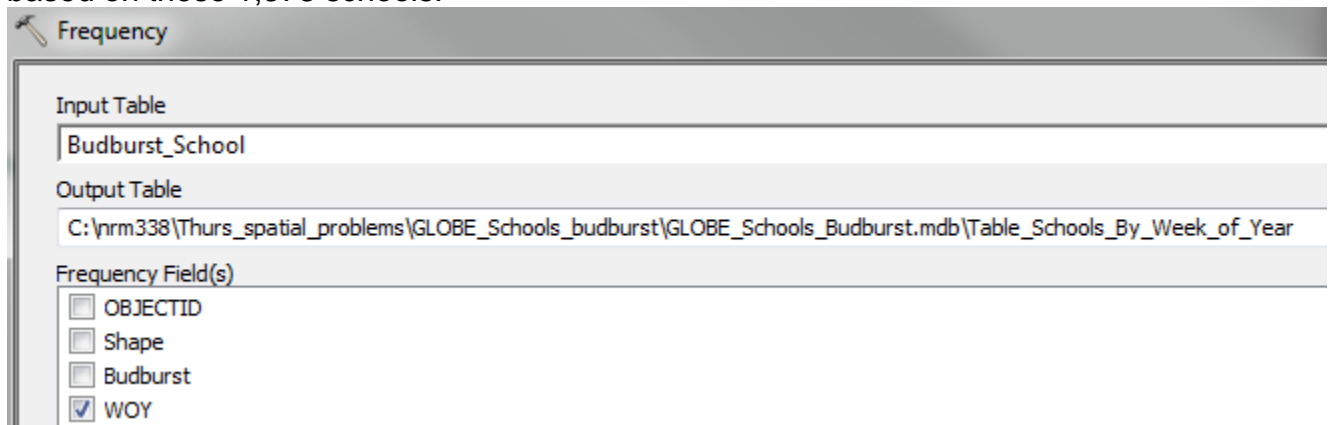 Frequency
Input Table
Budburst_School
Output Table
C:\nrm338\Thurs_spatial_problems\GLOBE_Schools_budburst\GLOBE_Schools_Budburst.mdb\Table_Schools_By_Week_of_Year
Frequency Field(s)
OBJECTID
Shape
Budburst
WOY